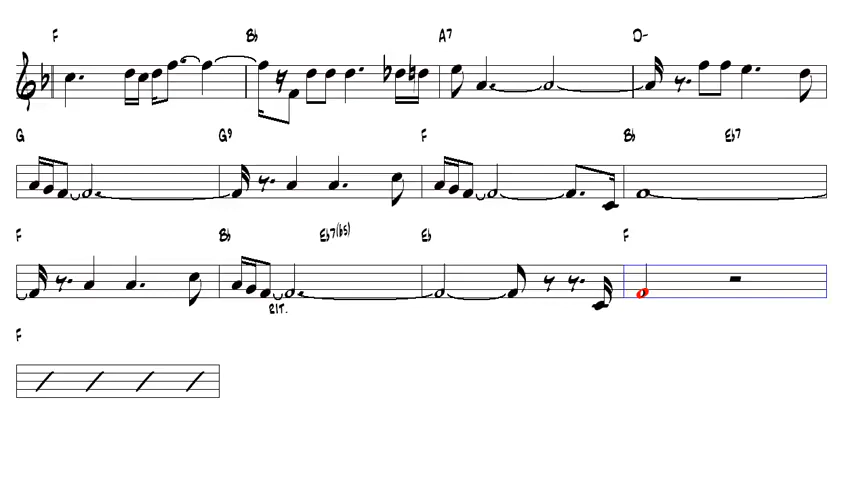 F B♭ A7 D-
G G9 F B♭ E♭7
F B♭ E♭7(♭5) E♭ F
RIT.
F